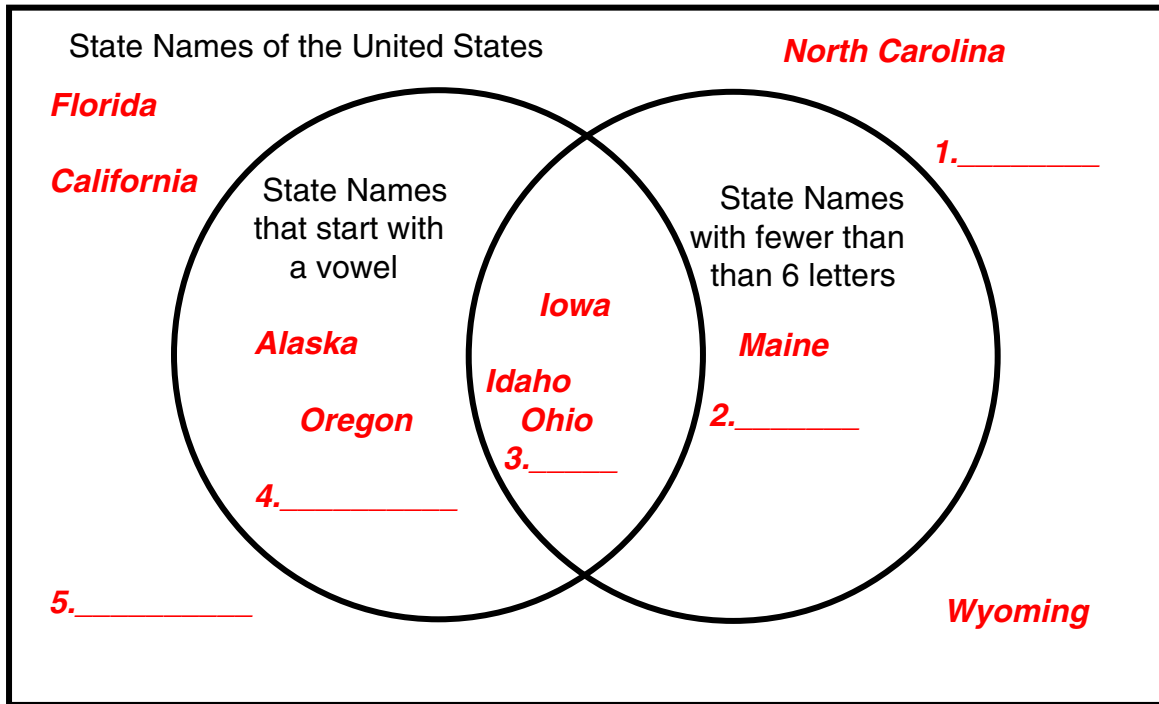 State Names of the United States
North Carolina
Florida
1.________
California
State Names
that start with
a vowel
State Names
with fewer than
than 6 letters
Iowa
Alaska
Maine
Idaho
Oregon
Ohio
2._______
3._____
4.__________
5.__________
Wyoming